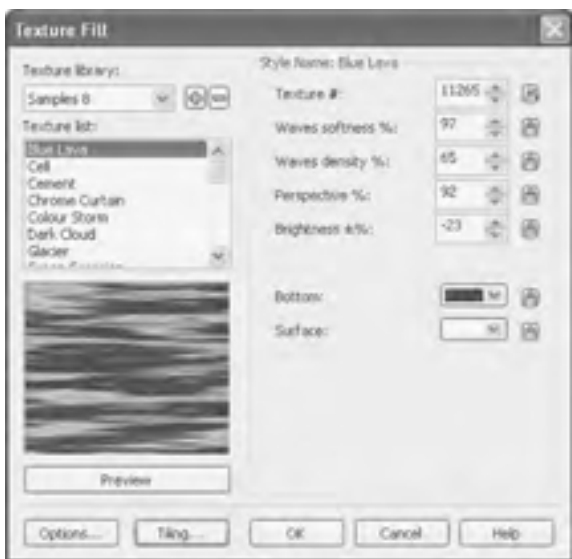 Texture Fill
Texture library:
Samples 8
Texture list:
Blue Lava
Cell
Cement
Chrome Curtain
Colour Storm
Dark Cloud
Glacier
Preview
Style Name: Blue Lava
Texture #: 11265
Waves softness %: 97
Waves density %: 65
Perspective %: 92
Brightness ±%: -23
Bottom:
Surface:
Options... Tiling... OK Cancel Help